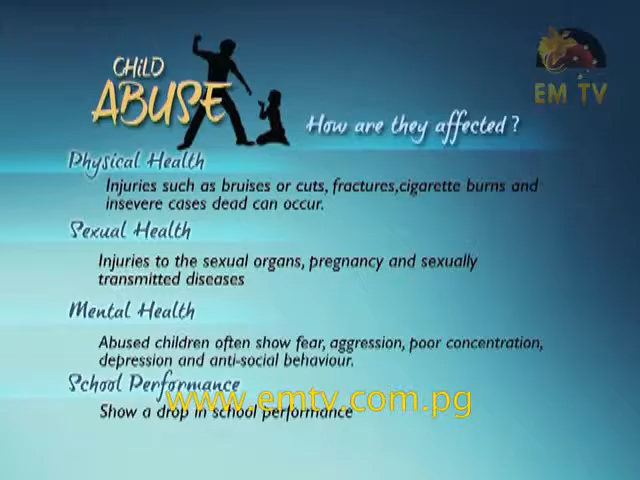 CHiLD
ABUSE
EM TV
How are they affected ?
Physical Health
Injuries such as bruises or cuts, fractures,cigarette burns and
insevere cases dead can occur.
Sexual Health
Injuries to the sexual organs, pregnancy and sexually
transmitted diseases
Mental Health
Abused children often show fear, aggression, poor concentration,
depression and anti-social behaviour.
School Performance
www.emtv.com.pg
Show a drop in school performance